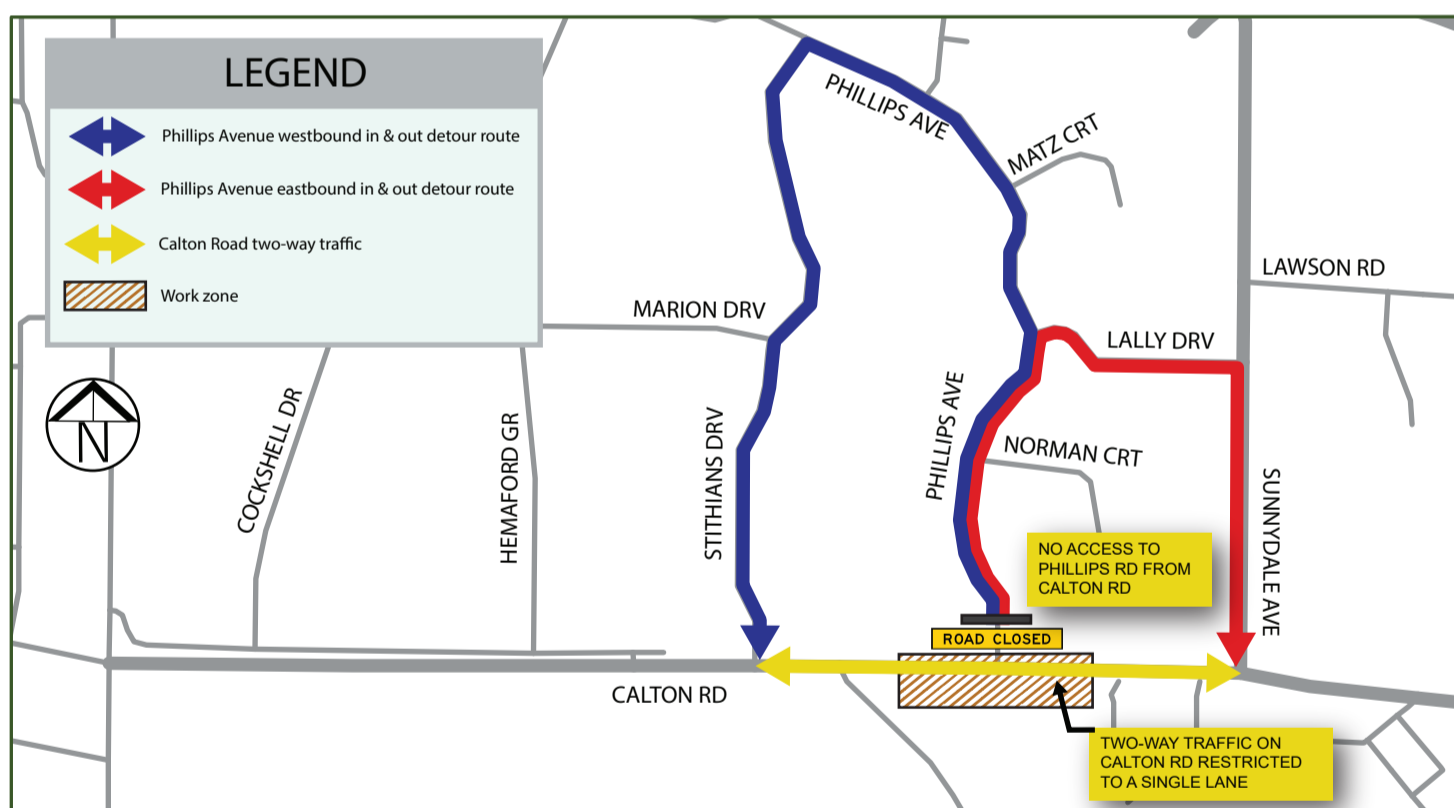 LEGEND
Phillips Avenue westbound in & out detour route
Phillips Avenue eastbound in & out detour route
Calton Road two-way traffic
Work zone
N
PHILLIPS AVE
MATZ CRT
LAWSON RD
MARION DRV
LALLY DRV
COCKSHELL DR
HEMAFORD GR
STITHIANS DRV
PHILLIPS AVE
NORMAN CRT
SUNNYDALE AVE
NO ACCESS TO
PHILLIPS RD FROM
CALTON RD
ROAD CLOSED
CALTON RD
TWO-WAY TRAFFIC ON
CALTON RD RESTRICTED
TO A SINGLE LANE